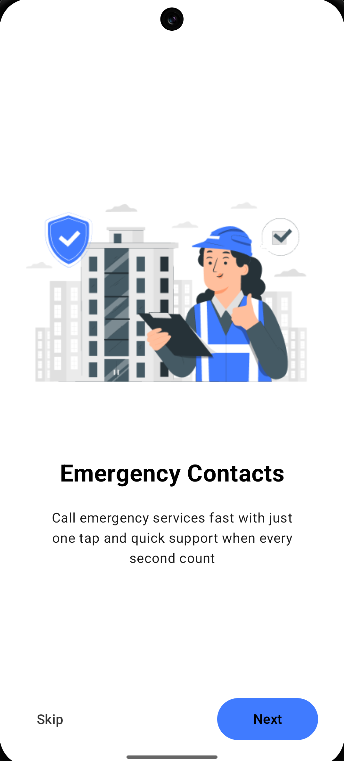 Emergency Contacts
Call emergency services fast with just
one tap and quick support when every
second count
Skip
Next